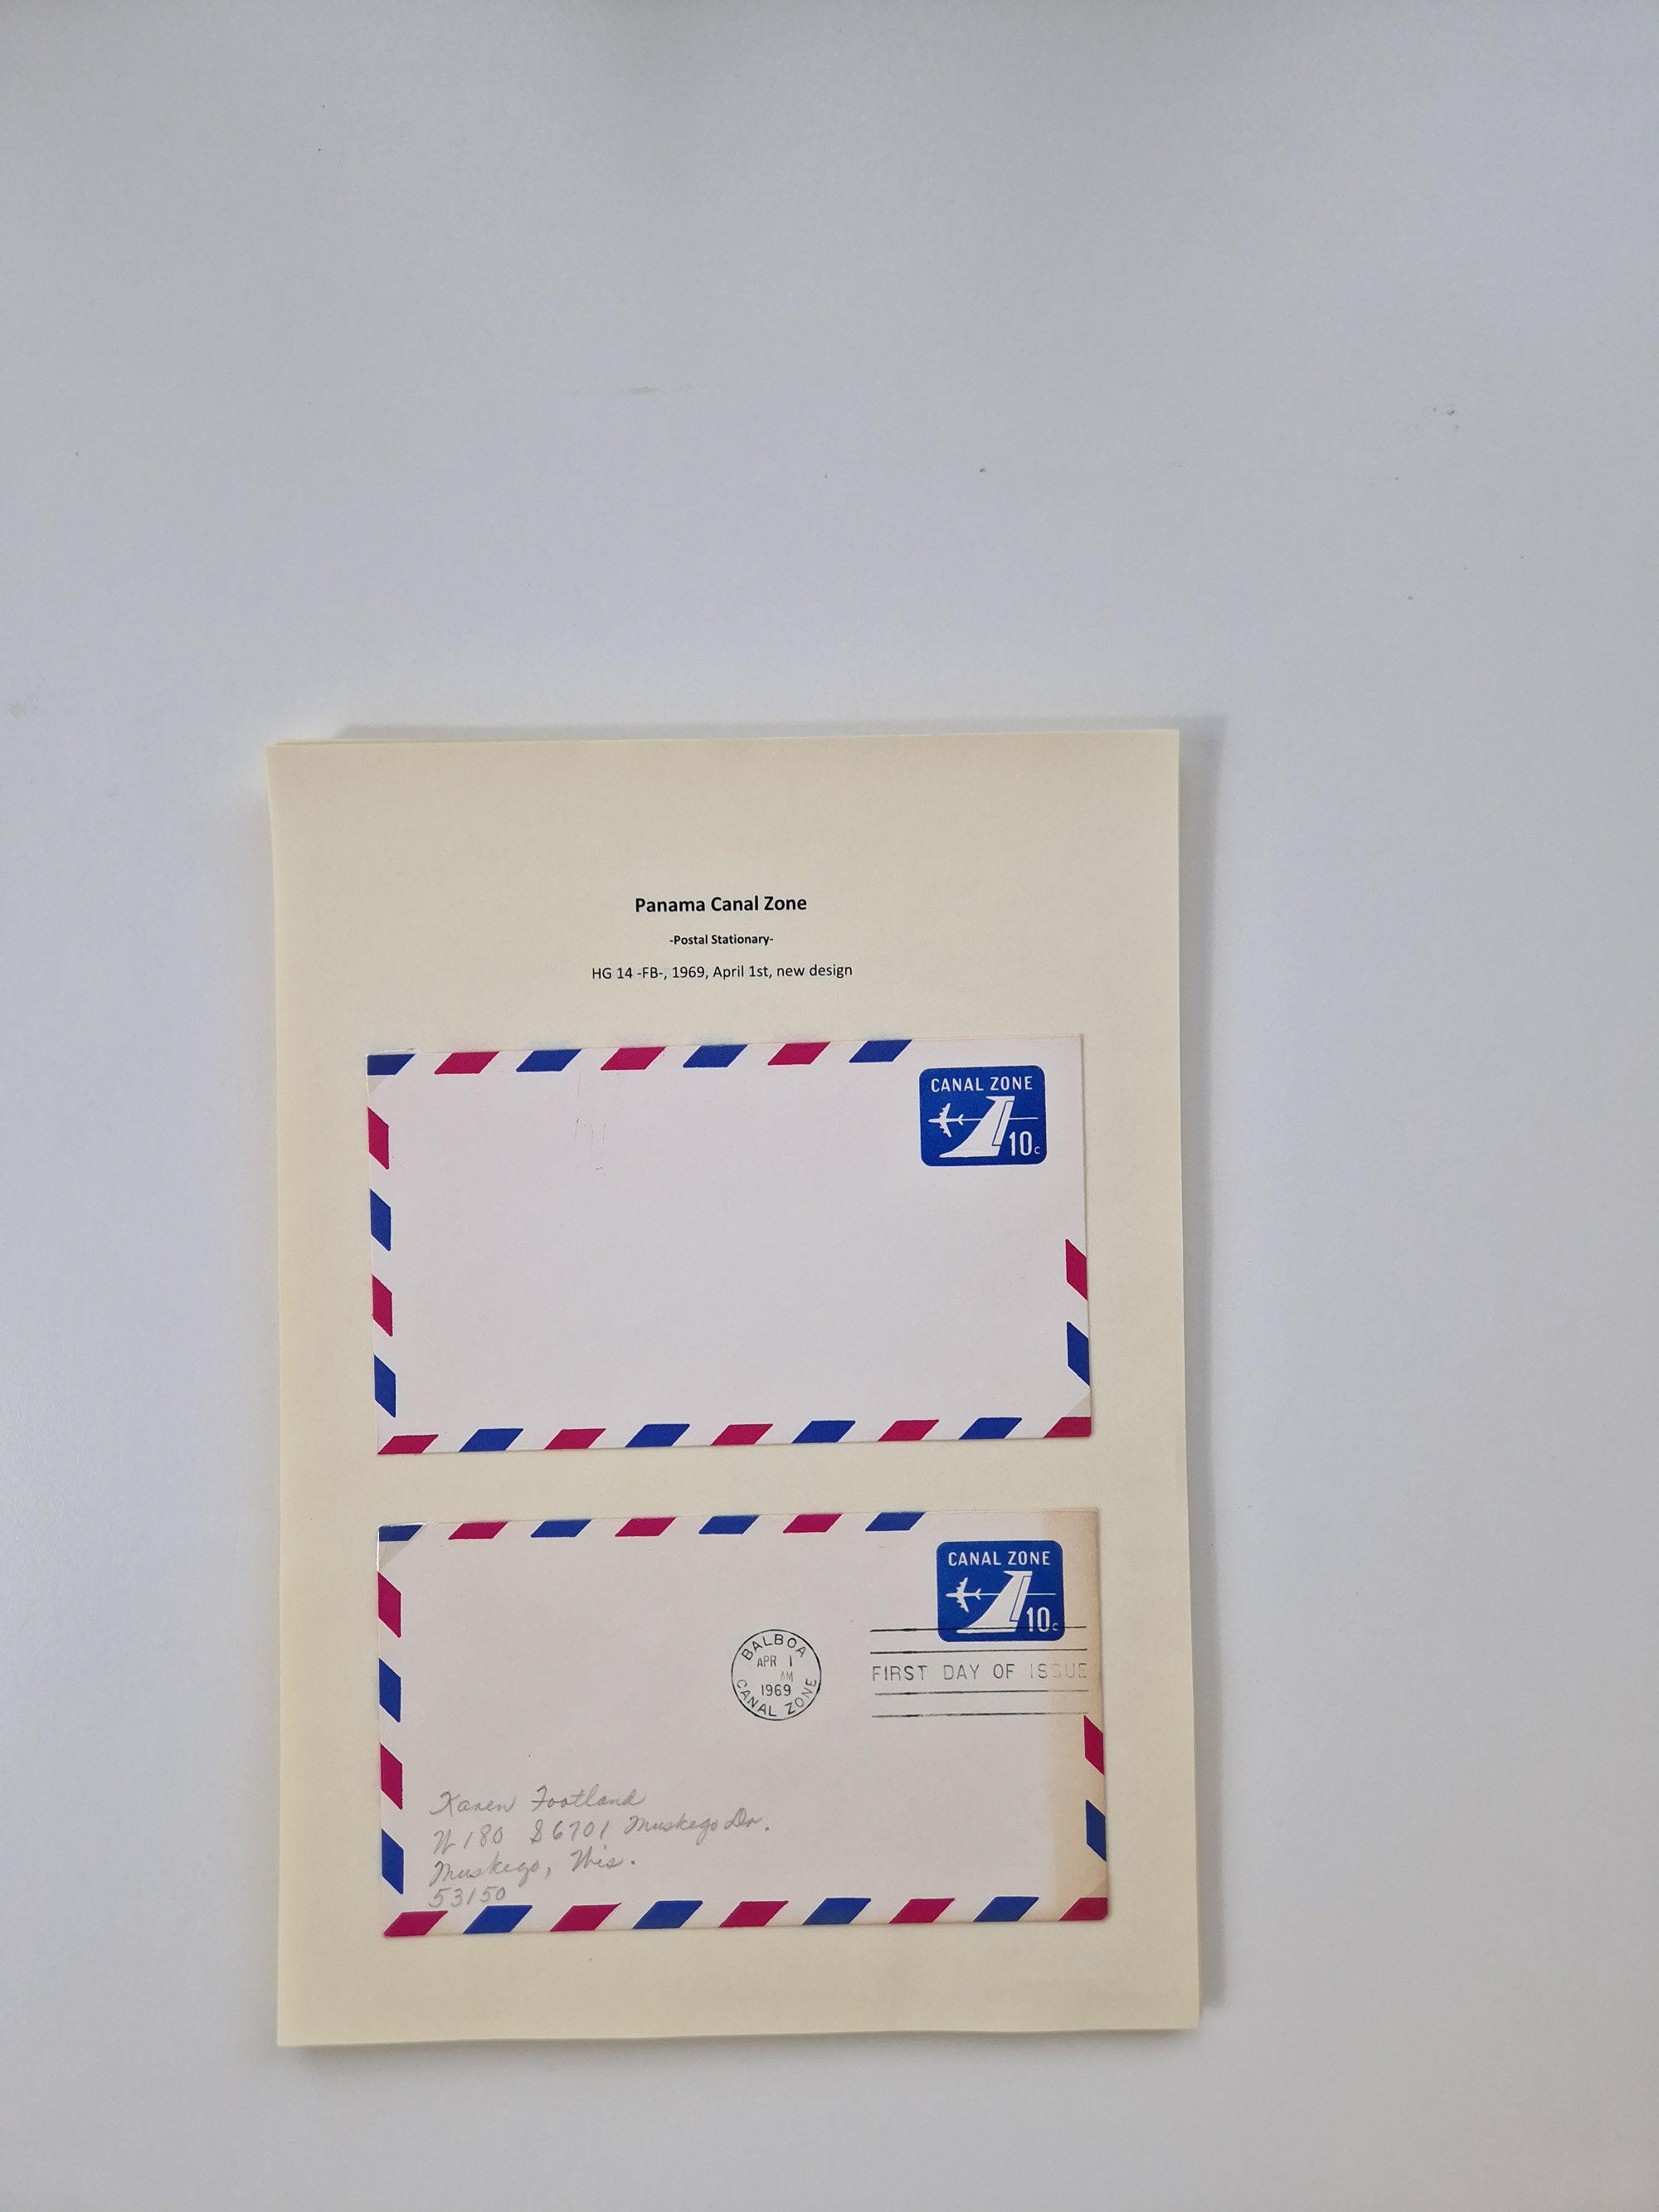 Panama Canal Zone
-Postal Stationary-
HG 14 -FB-, 1969, April 1st, new design
CANAL ZONE
10c
CANAL ZONE
10c
BALBOA
APR 1
AM
1969
CANAL ZONE
FIRST DAY OF ISSUE
Karen Footland
W180 S6701 Muskego Dr.
Muskego, Wis.
53150